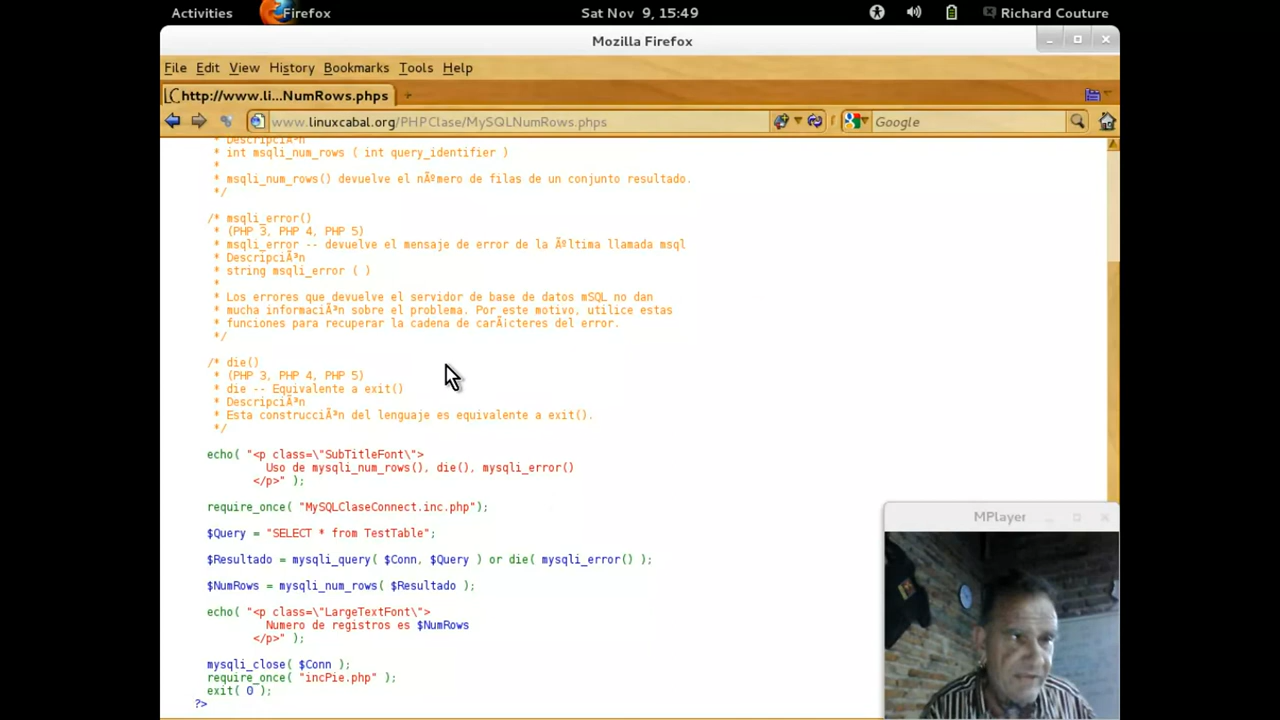 Activities
Firefox
Sat Nov 9, 15:49
Richard Couture
Mozilla Firefox
File Edit View History Bookmarks Tools Help
http://www.li...NumRows.phps
www.linuxcabal.org/PHPClase/MySQLNumRows.phps
Google
* DescripciÃ³n
* int msqli_num_rows ( int query_identifier )
*
* msqli_num_rows() devuelve el nÃºmero de filas de un conjunto resultado.
*/
/* msqli_error()
* (PHP 3, PHP 4, PHP 5)
* msqli_error -- devuelve el mensaje de error de la Ãºltima llamada msql
* DescripciÃ³n
* string msqli_error ( )
*
* Los errores que devuelve el servidor de base de datos mSQL no dan
* mucha informaciÃ³n sobre el problema. Por este motivo, utilice estas
* funciones para recuperar la cadena de carÃ¡cteres del error.
*/
/* die()
* (PHP 3, PHP 4, PHP 5)
* die -- Equivalente a exit()
* DescripciÃ³n
* Esta construcciÃ³n del lenguaje es equivalente a exit().
*/
echo( "<p class=\"SubTitleFont\">
Uso de mysqli_num_rows(), die(), mysqli_error()
</p>" );
require_once( "MySQLClaseConnect.inc.php");
$Query = "SELECT * from TestTable";
$Resultado = mysqli_query( $Conn, $Query ) or die( mysqli_error() );
$NumRows = mysqli_num_rows( $Resultado );
echo( "<p class=\"LargeTextFont\">
Numero de registros es $NumRows
</p>" );
mysqli_close( $Conn );
require_once( "incPie.php" );
exit( 0 );
?>
MPlayer